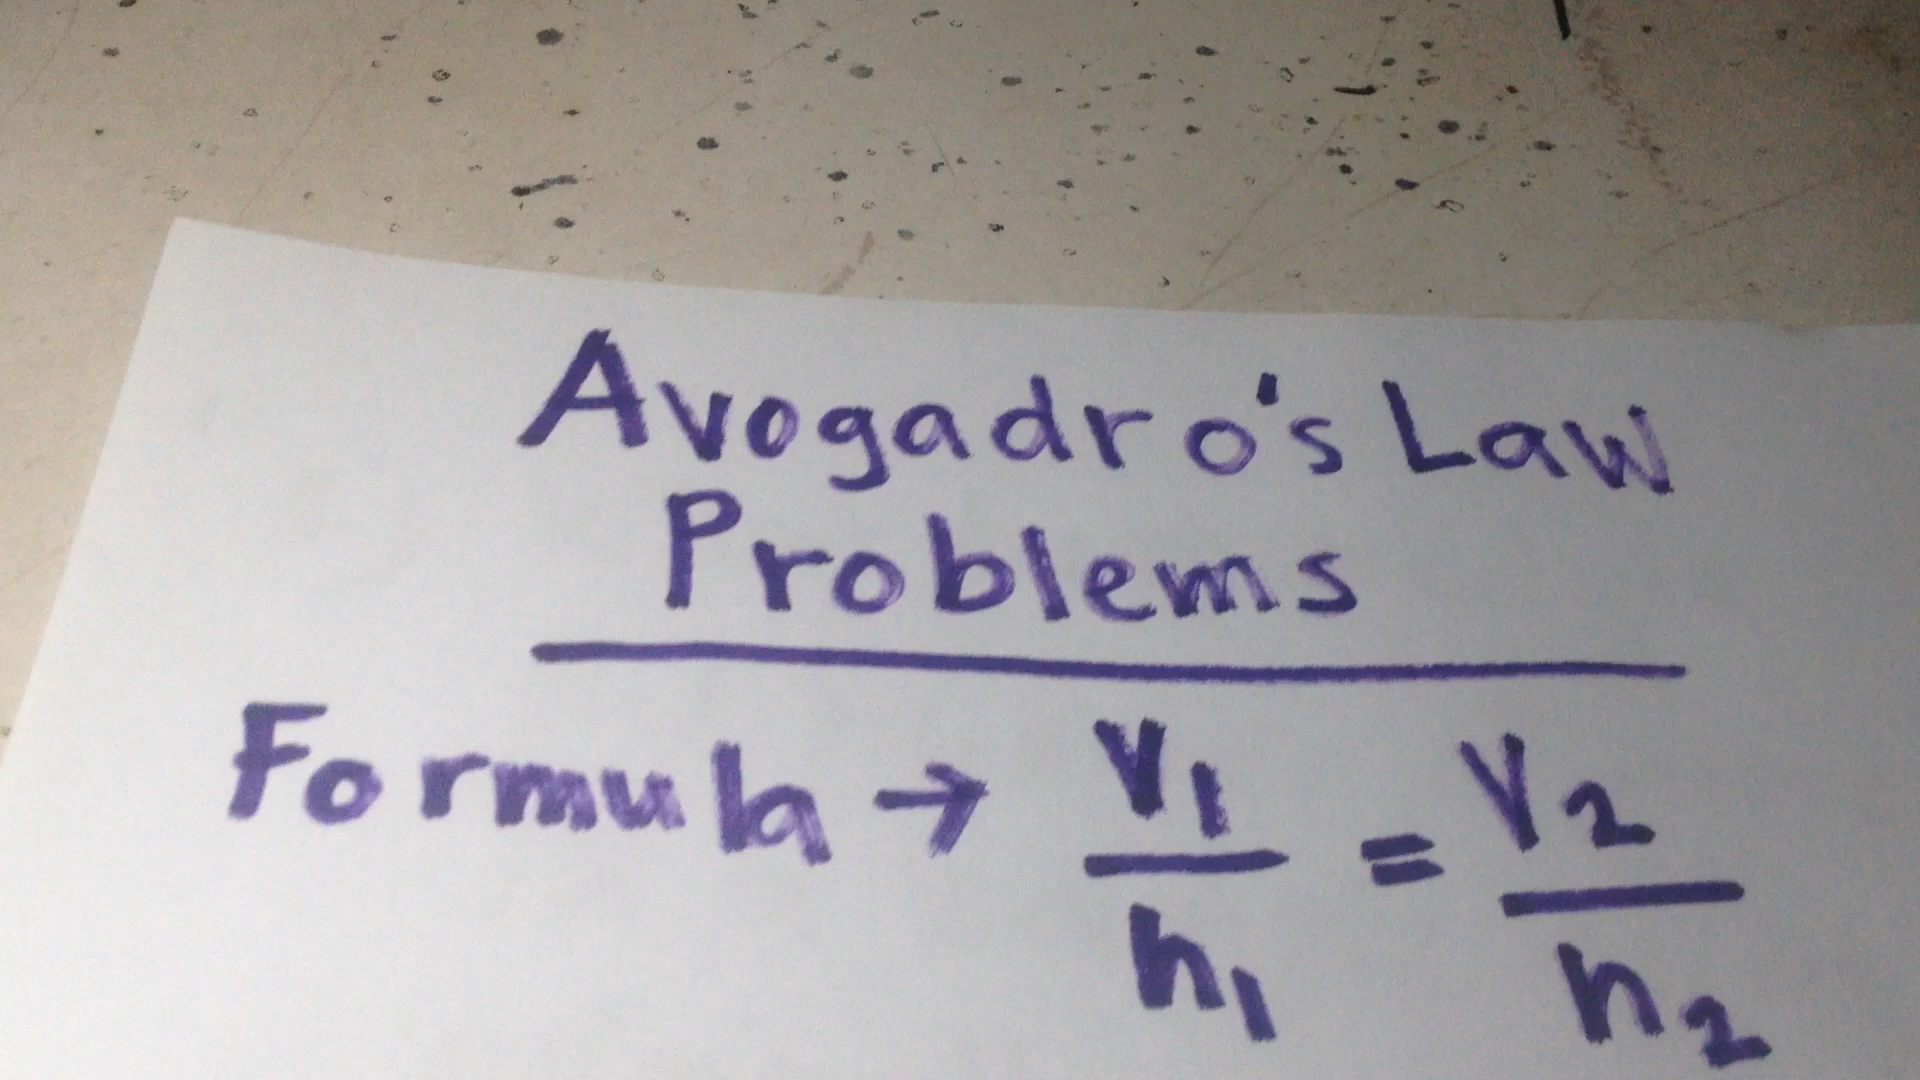 Avogadro's Law
Problems
Formula → V₁/n₁ = V₂/n₂